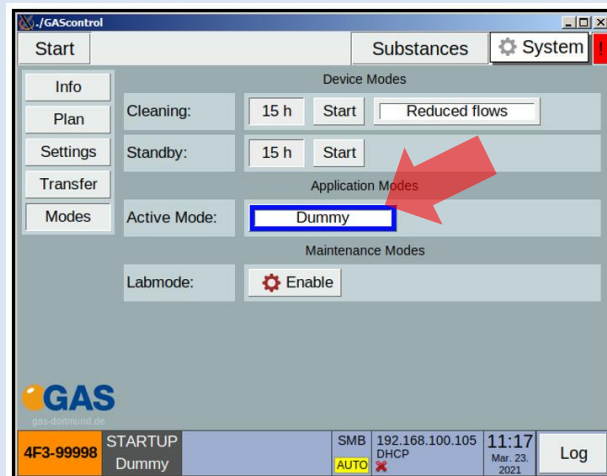 ./GAScontrol
Start Substances System !
Device Modes
Info
Cleaning: 15 h Start Reduced flows
Plan
Settings
Standby: 15 h Start
Transfer
Application Modes
Modes
Active Mode: Dummy
Maintenance Modes
Labmode: Enable
GAS
gas-dortmund.de
4F3-99998
STARTUP
Dummy
SMB
AUTO
192.168.100.105
DHCP
11:17
Mar. 23.
2021
Log